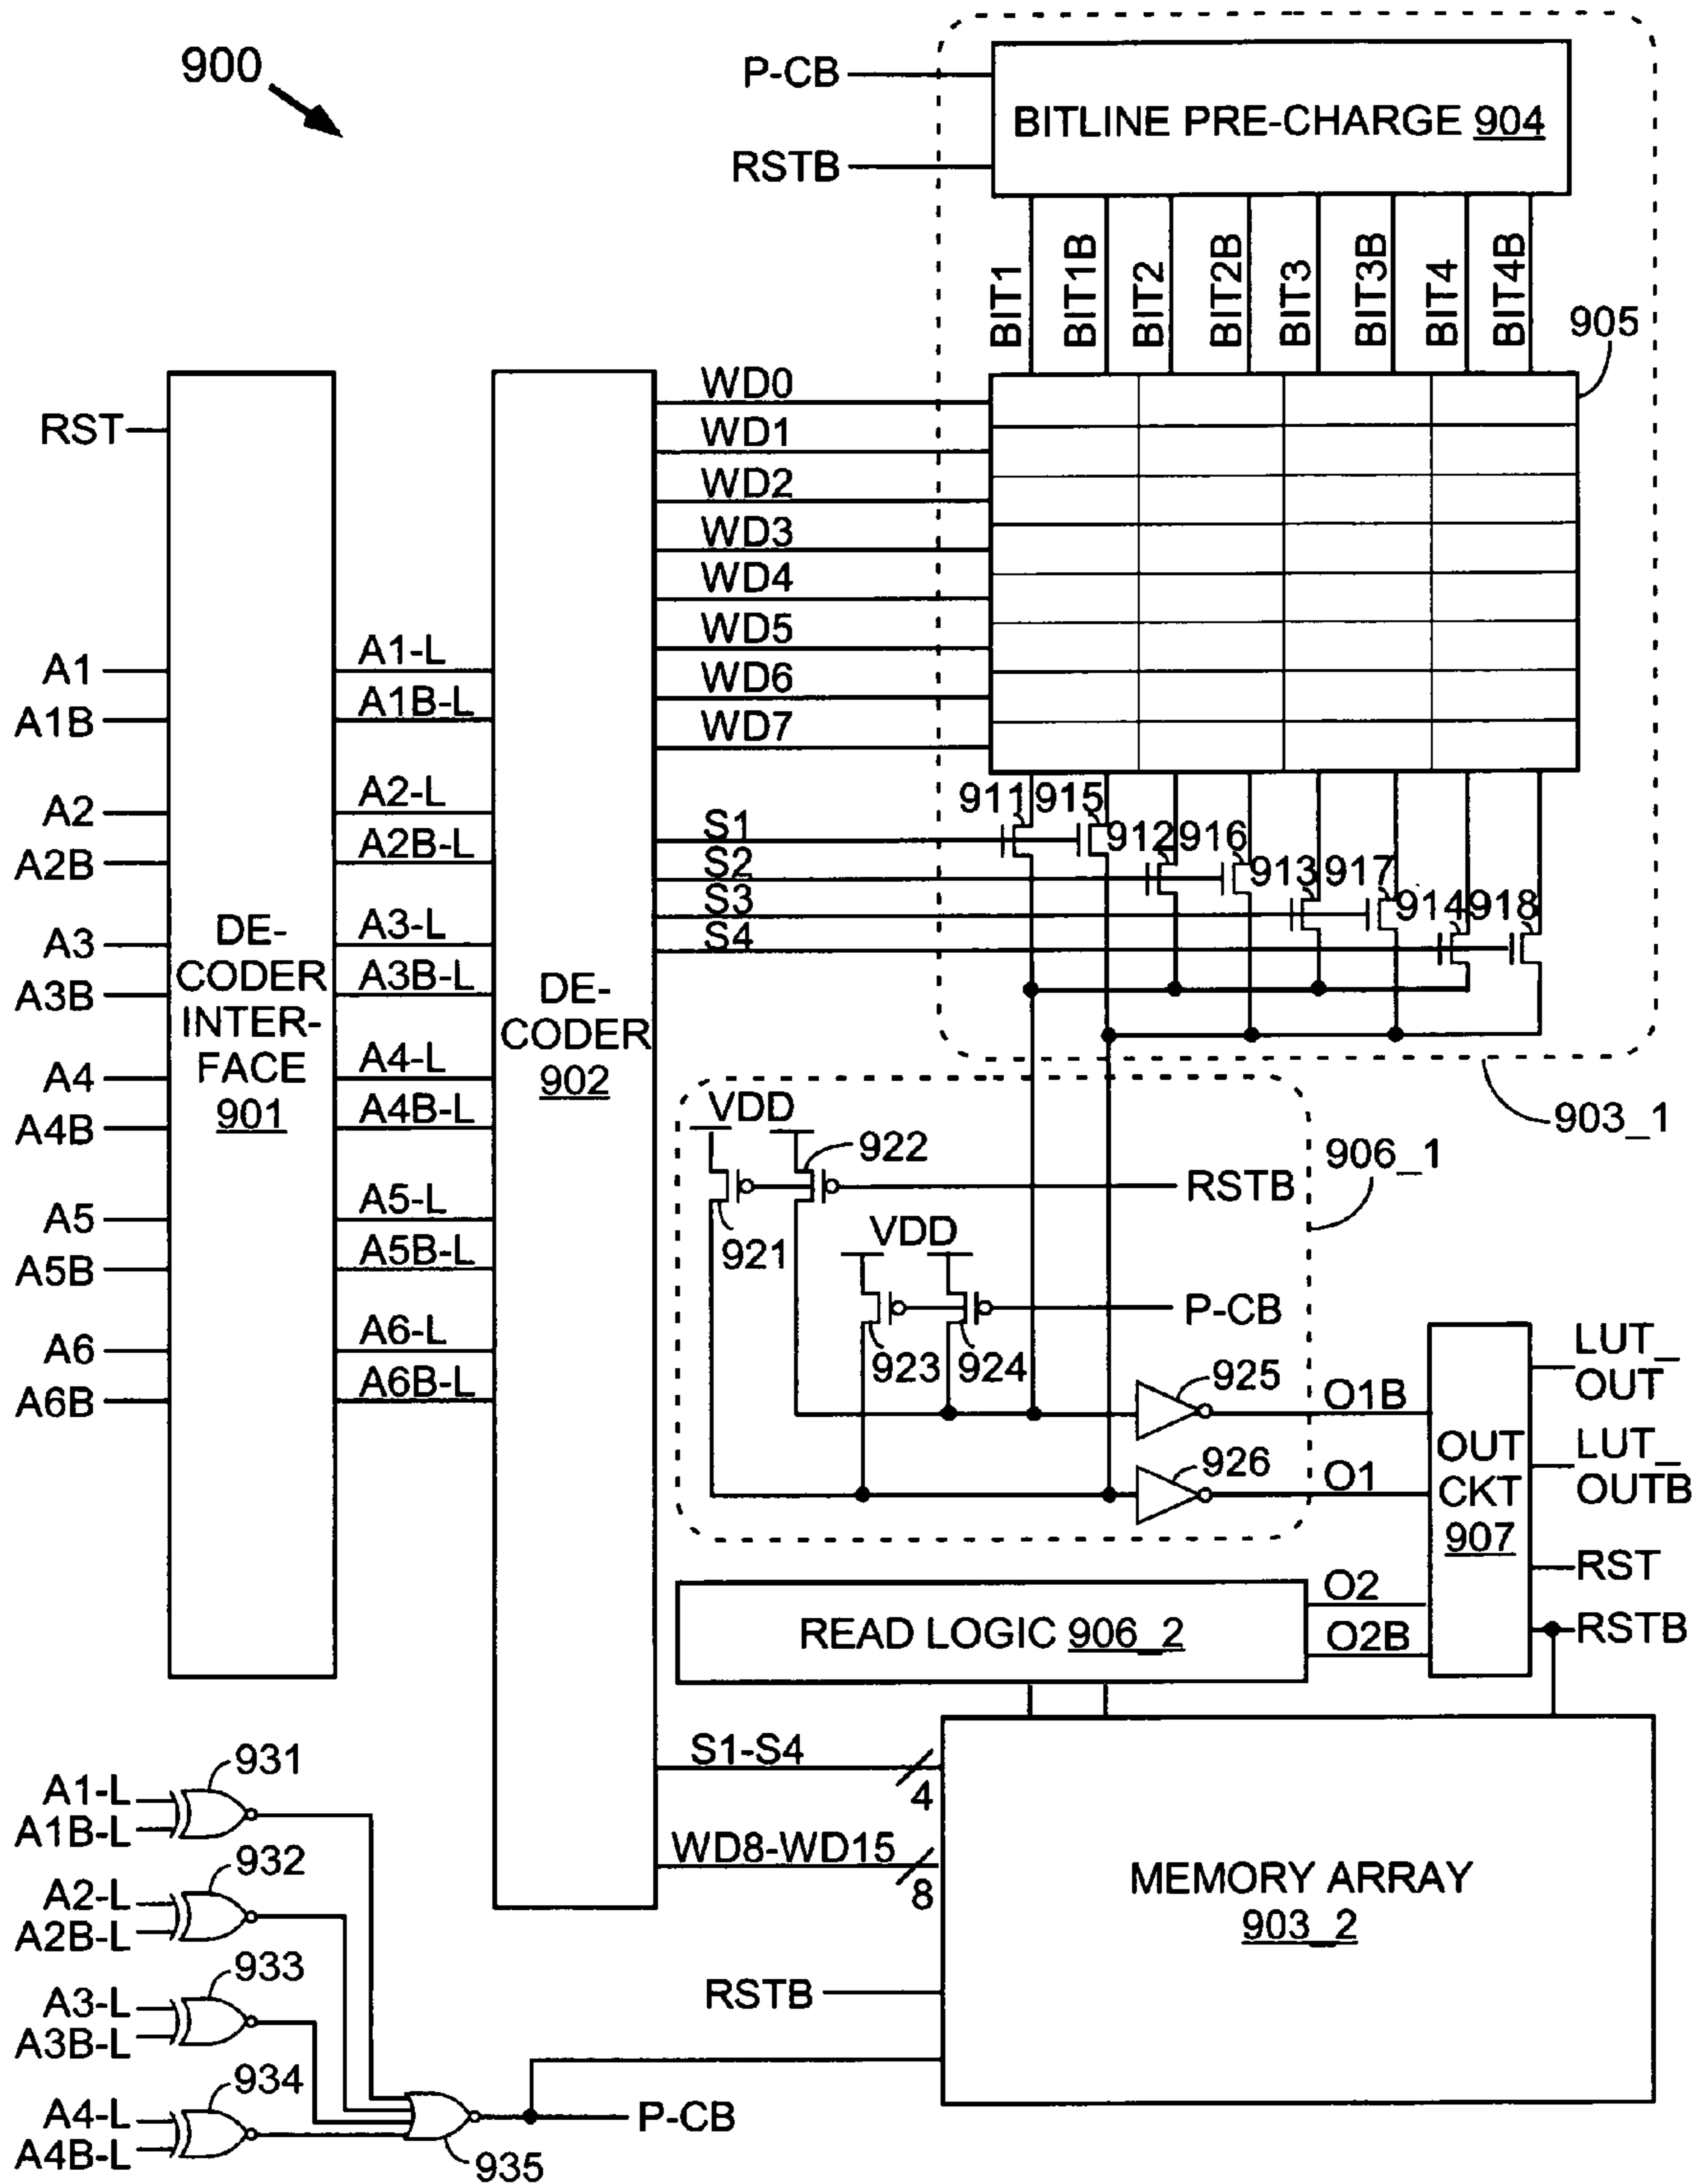 900
P-CB
BITLINE PRE-CHARGE 904
RSTB
BIT1
BIT1B
BIT2
BIT2B
BIT3
BIT3B
BIT4
BIT4B
905
RST
WD0
WD1
WD2
WD3
WD4
WD5
WD6
WD7
A1
A1B
A2
A2B
A3
A3B
A4
A4B
A5
A5B
A6
A6B
DE-
CODER
INTER-
FACE
901
A1-L
A1B-L
A2-L
A2B-L
A3-L
A3B-L
A4-L
A4B-L
A5-L
A5B-L
A6-L
A6B-L
DE-
CODER
902
S1
S2
S3
S4
911
915
912
916
913
917
914
918
903_1
VDD
922
906_1
RSTB
921
VDD
P-CB
923
924
925
O1B
926
O1
OUT
CKT
907
LUT_
OUT
LUT_
OUTB
RST
RSTB
READ LOGIC 906_2
O2
O2B
S1-S4
4
WD8-WD15
8
MEMORY ARRAY
903_2
RSTB
A1-L
A1B-L
931
A2-L
A2B-L
932
A3-L
A3B-L
933
A4-L
A4B-L
934
935
P-CB